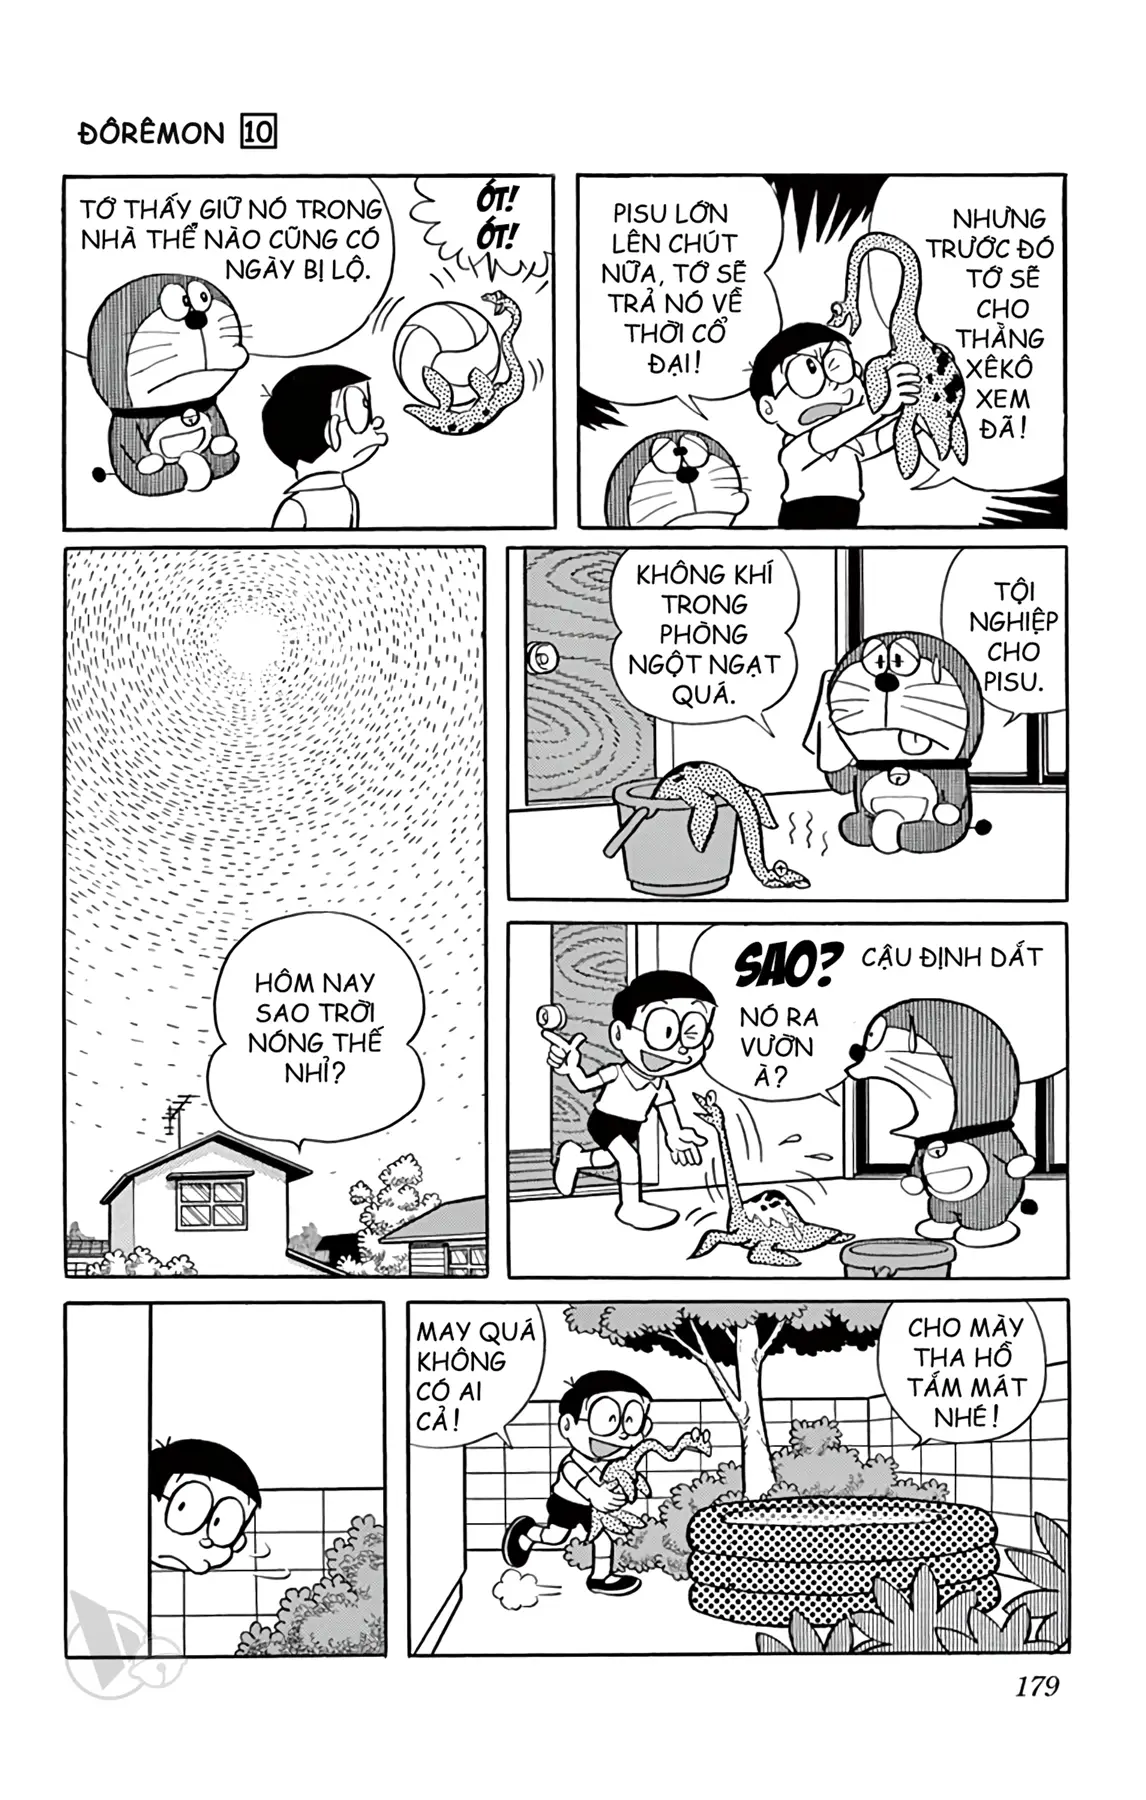 ĐÔRÊMON 10
TỚ THẤY GIỮ NÓ TRONG
NHÀ THỂ NÀO CŨNG CÓ
NGÀY BỊ LỘ.
ÓT!
ÓT!
PISU LỚN
LÊN CHÚT
NỮA, TỚ SẼ
TRẢ NÓ VỀ
THỜI CỔ
ĐẠI!
NHƯNG
TRƯỚC ĐÓ
TỚ SẼ
CHO
THẰNG
XÊKÔ
XEM
ĐÃ!
HÔM NAY
SAO TRỜI
NÓNG THẾ
NHỈ?
KHÔNG KHÍ
TRONG
PHÒNG
NGỘT NGẠT
QUÁ.
TỘI
NGHIỆP
CHO
PISU.
SAO? CẬU ĐỊNH DẮT
NÓ RA
VƯỜN
À?
MAY QUÁ
KHÔNG
CÓ AI
CẢ!
CHO MÀY
THA HỒ
TẮM MÁT
NHÉ!
179